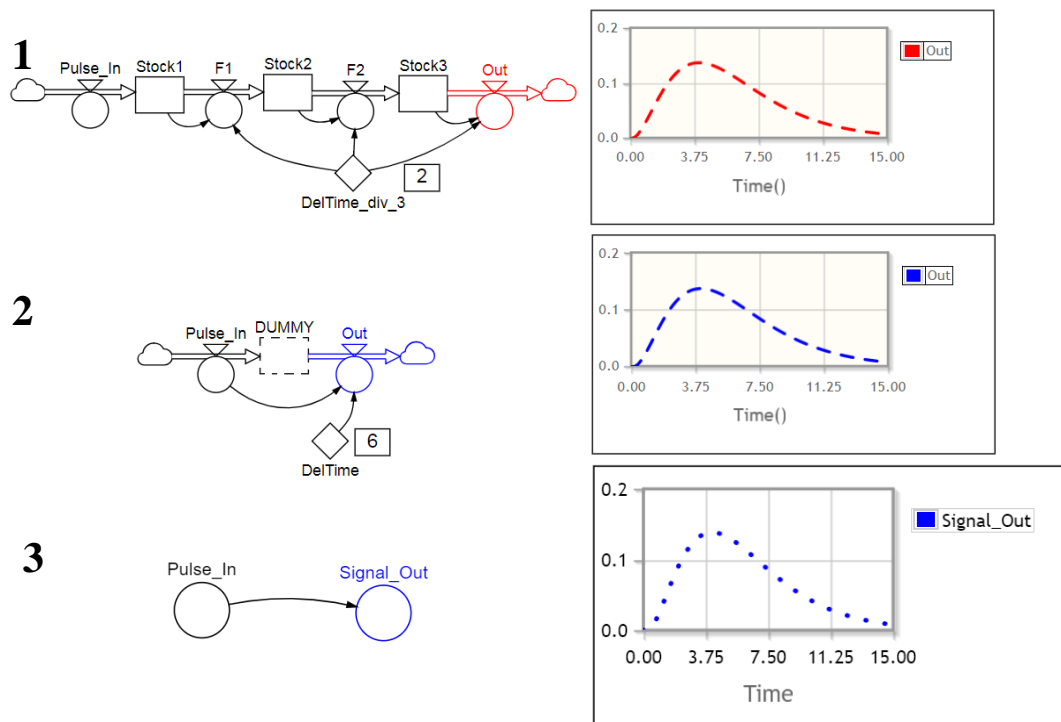 1
Pulse_In Stock1 F1 Stock2 F2 Stock3 Out
2
DelTime_div_3
0.2
0.1
0.0
0.00 3.75 7.50 11.25 15.00
Time()
Out
2
Pulse_In DUMMY Out
6
DelTime
0.2
0.1
0.0
0.00 3.75 7.50 11.25 15.00
Time()
Out
3
Pulse_In Signal_Out
0.2
0.1
0.0
0.00 3.75 7.50 11.25 15.00
Time
Signal_Out